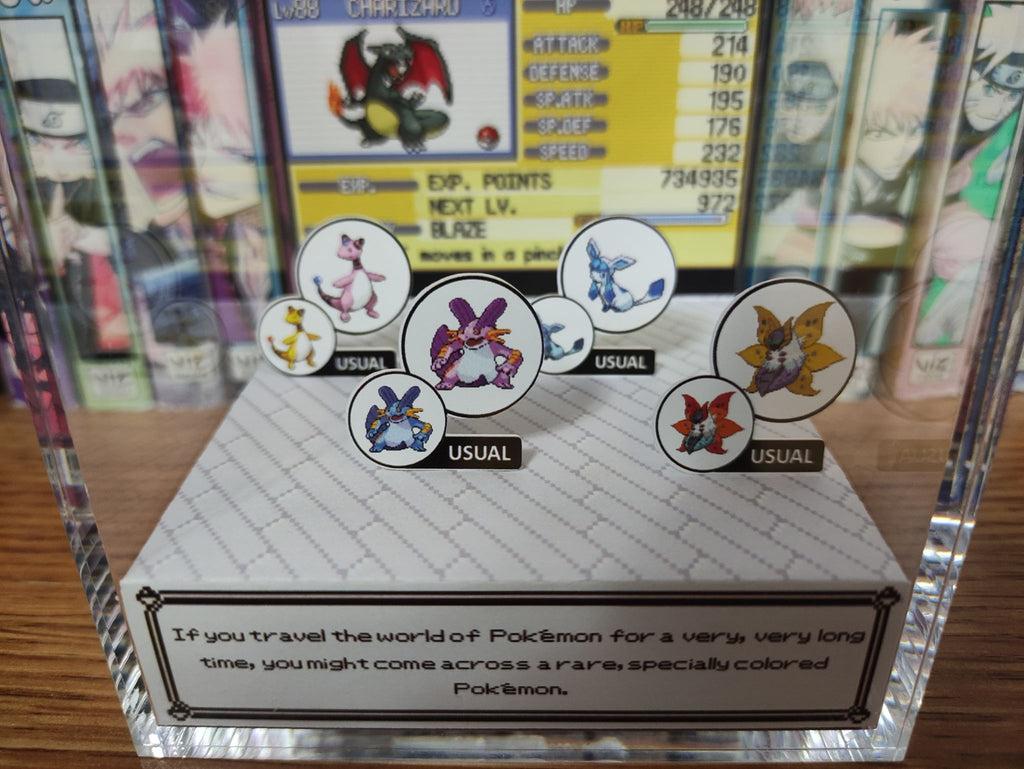 Lv88 CHARIZARD
HP 248/248
ATTACK 214
DEFENSE 190
SP.ATK 195
SP.DEF 176
SPEED 232
EXP. EXP. POINTS 734935
NEXT LV. 972
BLAZE
moves in a pinch
USUAL
USUAL
USUAL
USUAL
If you travel the world of Pokémon for a very, very long
time, you might come across a rare, specially colored
Pokémon.